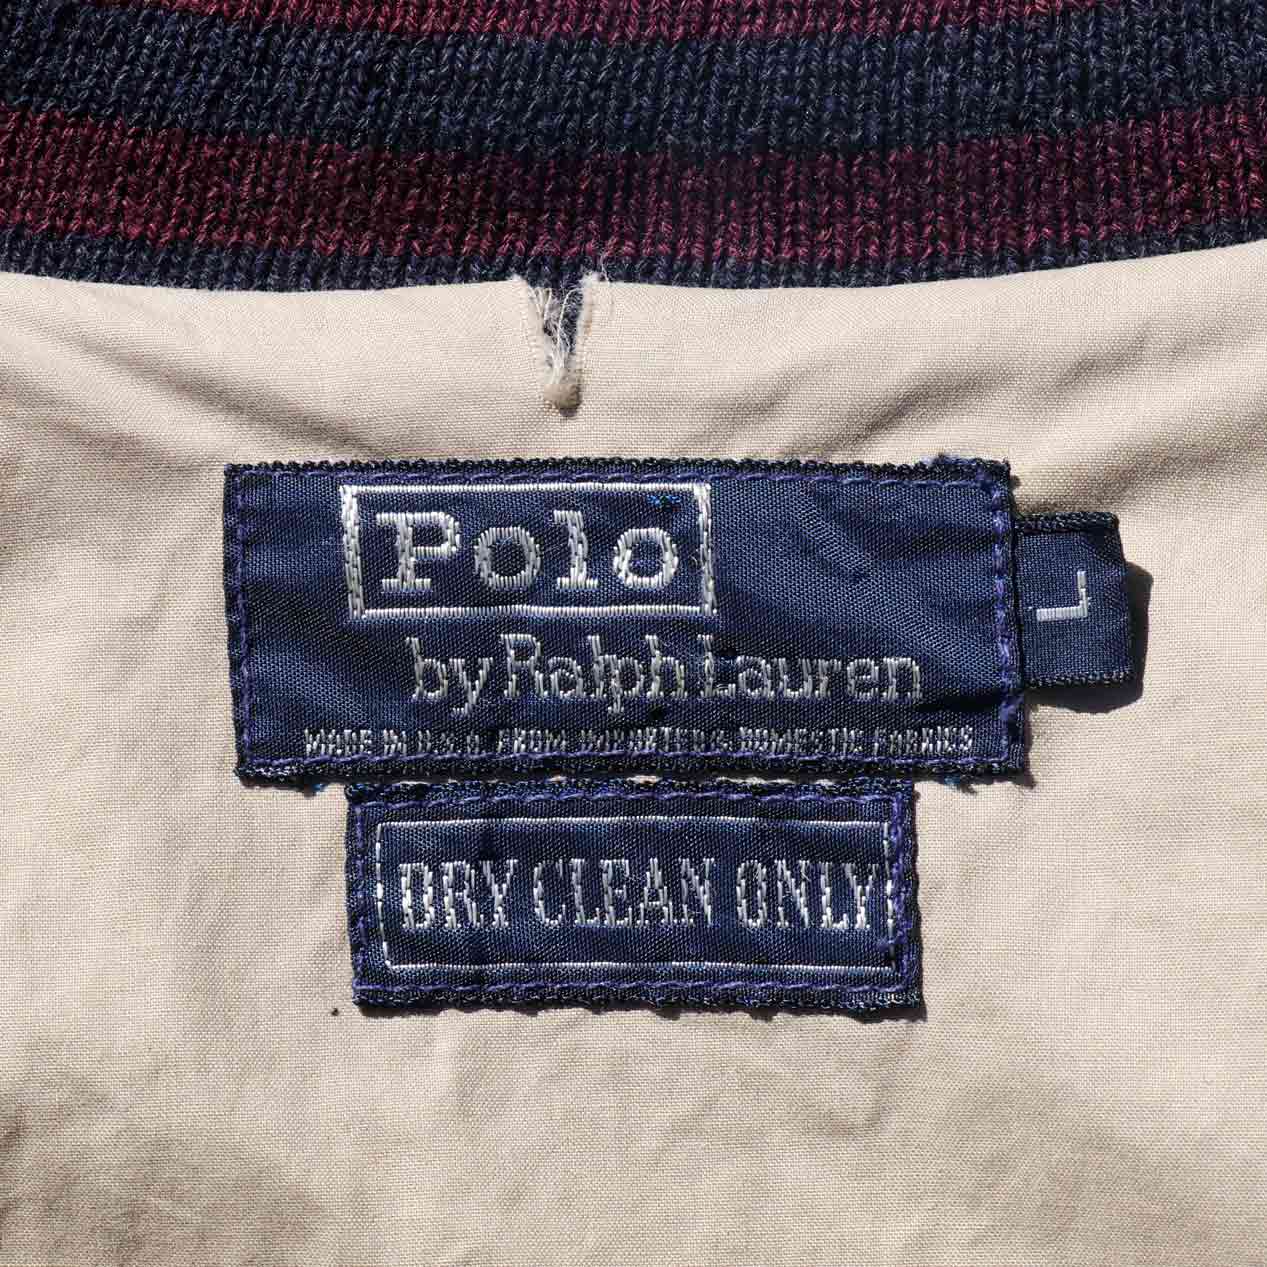 Polo
by Ralph Lauren
L
MADE IN U.S.A. FROM IMPORTED & DOMESTIC FABRICS
DRY CLEAN ONLY